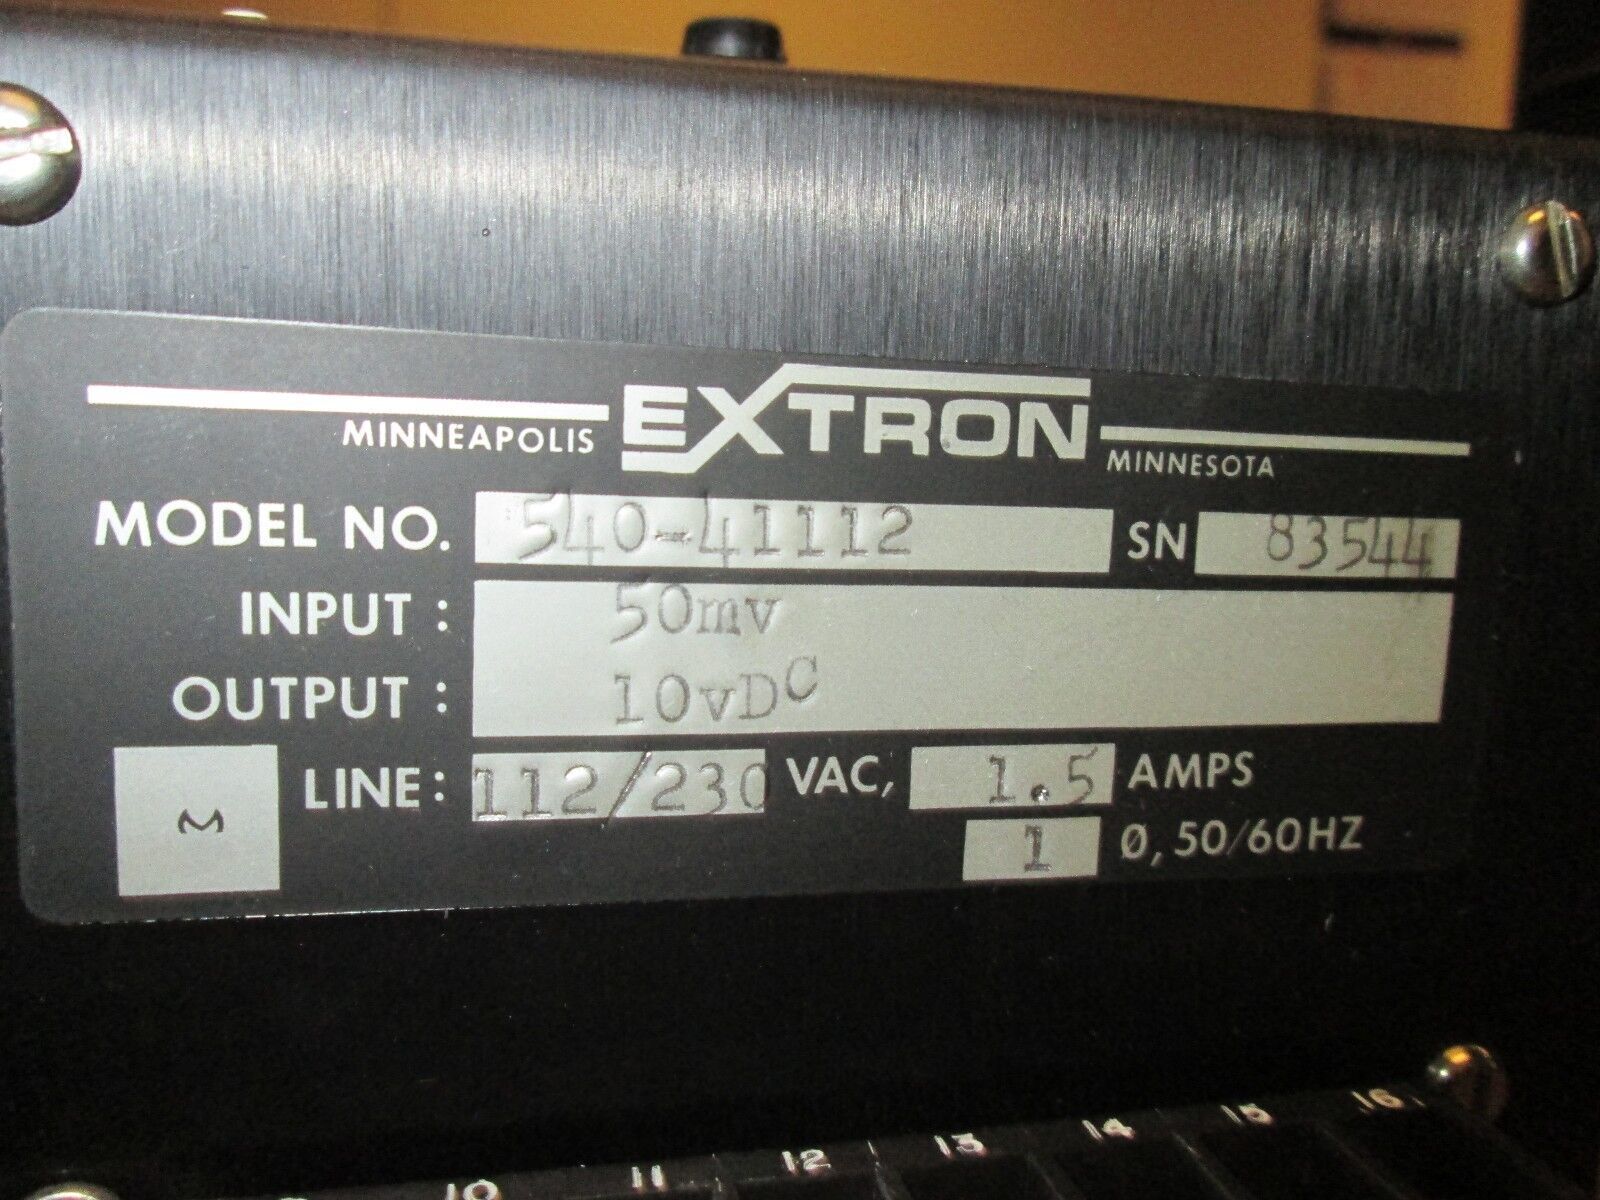 EXTRON
MINNEAPOLIS MINNESOTA
MODEL NO. 540-41112 SN 83544
INPUT : 50mv
OUTPUT : 10vDC
M LINE: 112/230 VAC, 1.5 AMPS
1 Ø, 50/60HZ
10 11 12 13 14 15 16